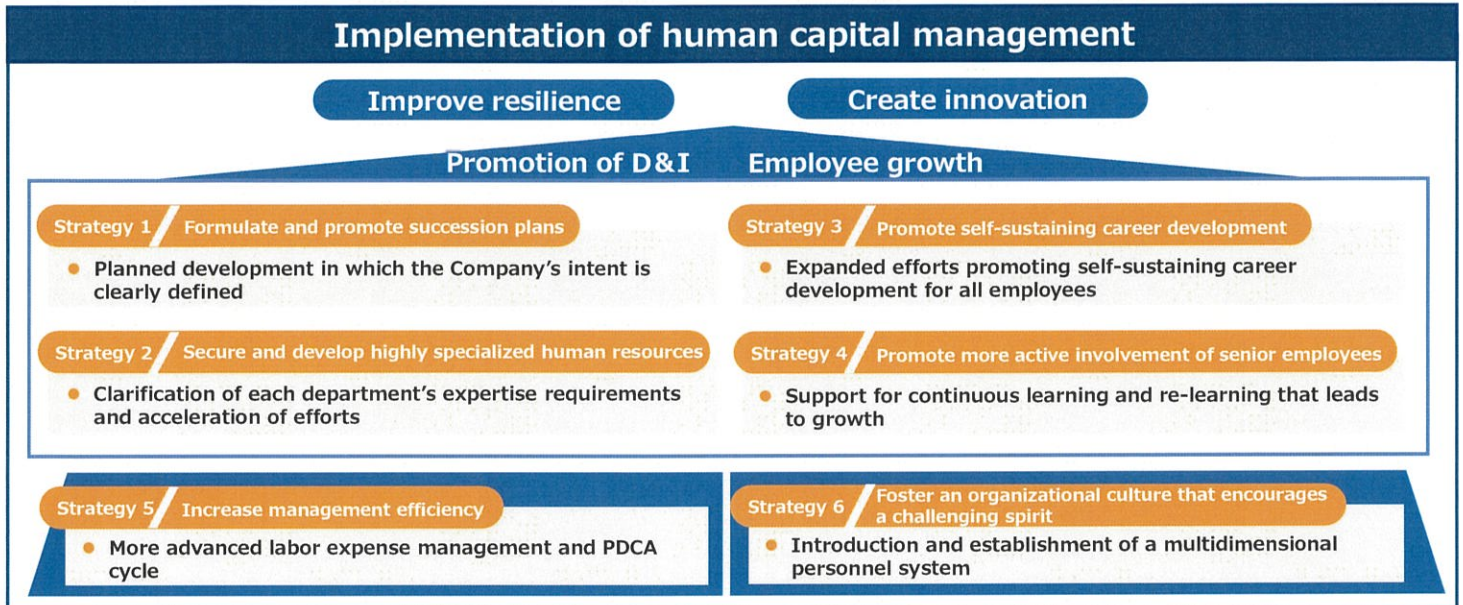 Implementation of human capital management
Improve resilience
Create innovation
Promotion of D&I
Employee growth
Strategy 1 Formulate and promote succession plans
• Planned development in which the Company's intent is
clearly defined
Strategy 2 Secure and develop highly specialized human resources
• Clarification of each department's expertise requirements
and acceleration of efforts
Strategy 3 Promote self-sustaining career development
• Expanded efforts promoting self-sustaining career
development for all employees
Strategy 4 Promote more active involvement of senior employees
• Support for continuous learning and re-learning that leads
to growth
Strategy 5 Increase management efficiency
• More advanced labor expense management and PDCA
cycle
Strategy 6 Foster an organizational culture that encourages
a challenging spirit
• Introduction and establishment of a multidimensional
personnel system